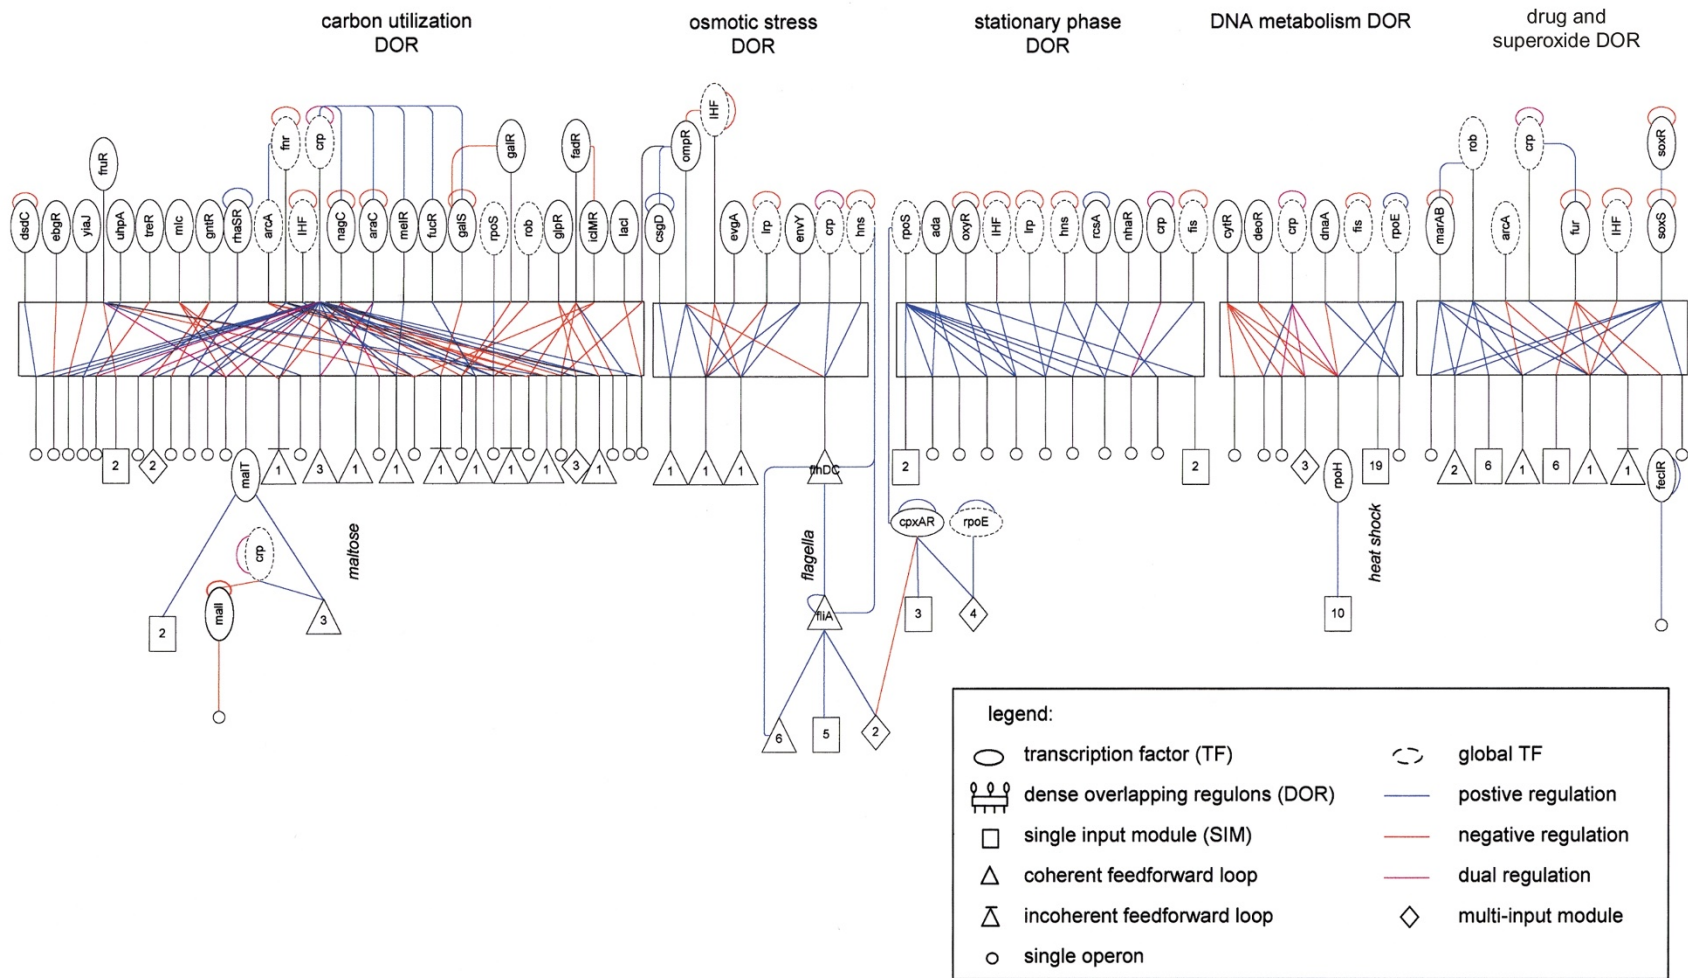 carbon utilization
DOR
osmotic stress
DOR
stationary phase
DOR
DNA metabolism DOR
drug and
superoxide DOR
fruR
fnr
crp
galR
fadR
ompR
IHF
rob
crp
soxR
dsdC
ebgR
yiaJ
uhpA
treR
mlc
gntR
rhaSR
arcA
IHF
nagC
araC
melR
fucR
galS
rpoS
rob
glpR
iclMR
lacI
csgD
evgA
lrp
envY
crp
hns
rpoS
ada
oxyR
IHF
lrp
hns
rcsA
nhaR
crp
fis
cytR
deoR
crp
dnaA
fis
rpoE
marAB
arcA
fur
IHF
soxS
2
2
malT
1
3
1
1
1
1
1
1
3
1
1
1
1
flhDC
2
2
3
rpoH
19
2
6
1
6
1
1
fecIR
crp
maltose
malI
2
3
flagella
fliA
cpxAR
rpoE
3
4
heat shock
10
6
5
2
legend:
transcription factor (TF)
global TF
dense overlapping regulons (DOR)
postive regulation
single input module (SIM)
negative regulation
coherent feedforward loop
dual regulation
incoherent feedforward loop
multi-input module
single operon